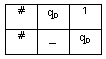 # q₀ 1
# _ q₀